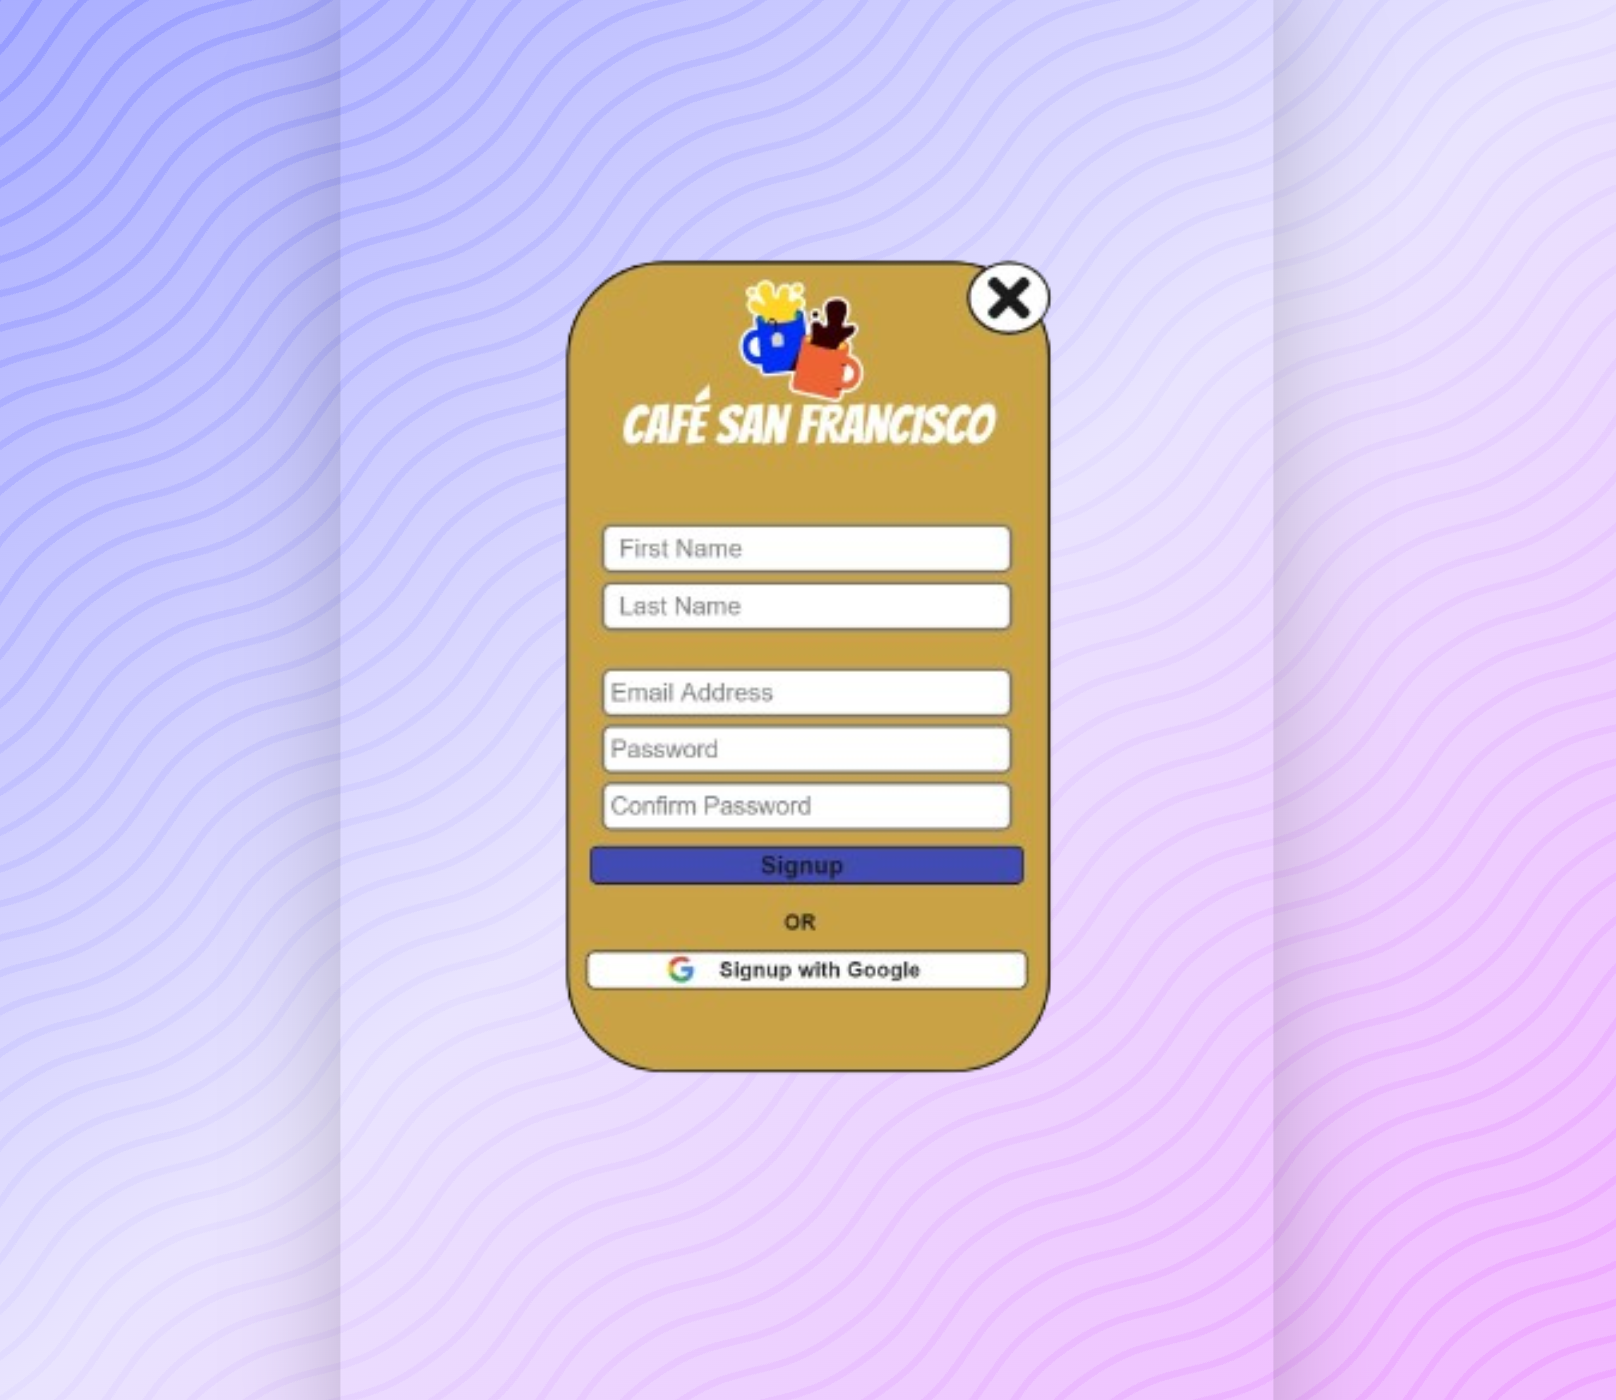 CAFÉ SAN FRANCISCO
First Name
Last Name
Email Address
Password
Confirm Password
Signup
OR
Signup with Google